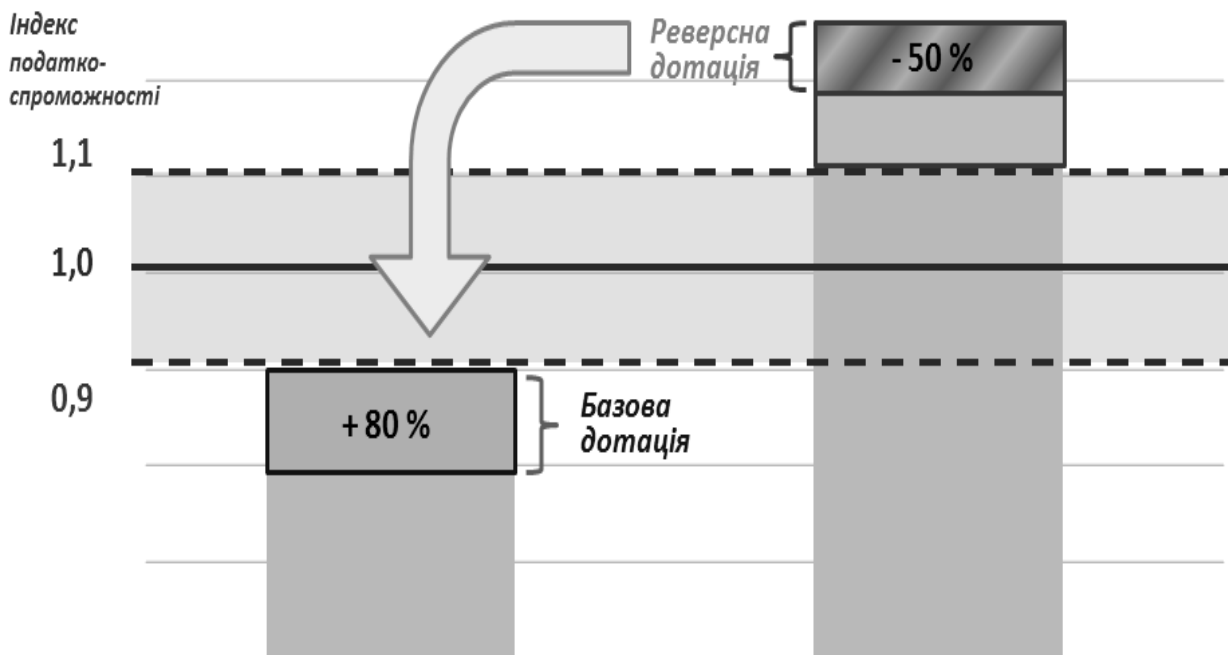 Індекс
податко-
спроможності
Реверсна
дотація
- 50 %
1,1
1,0
0,9
+ 80 %
Базова
дотація